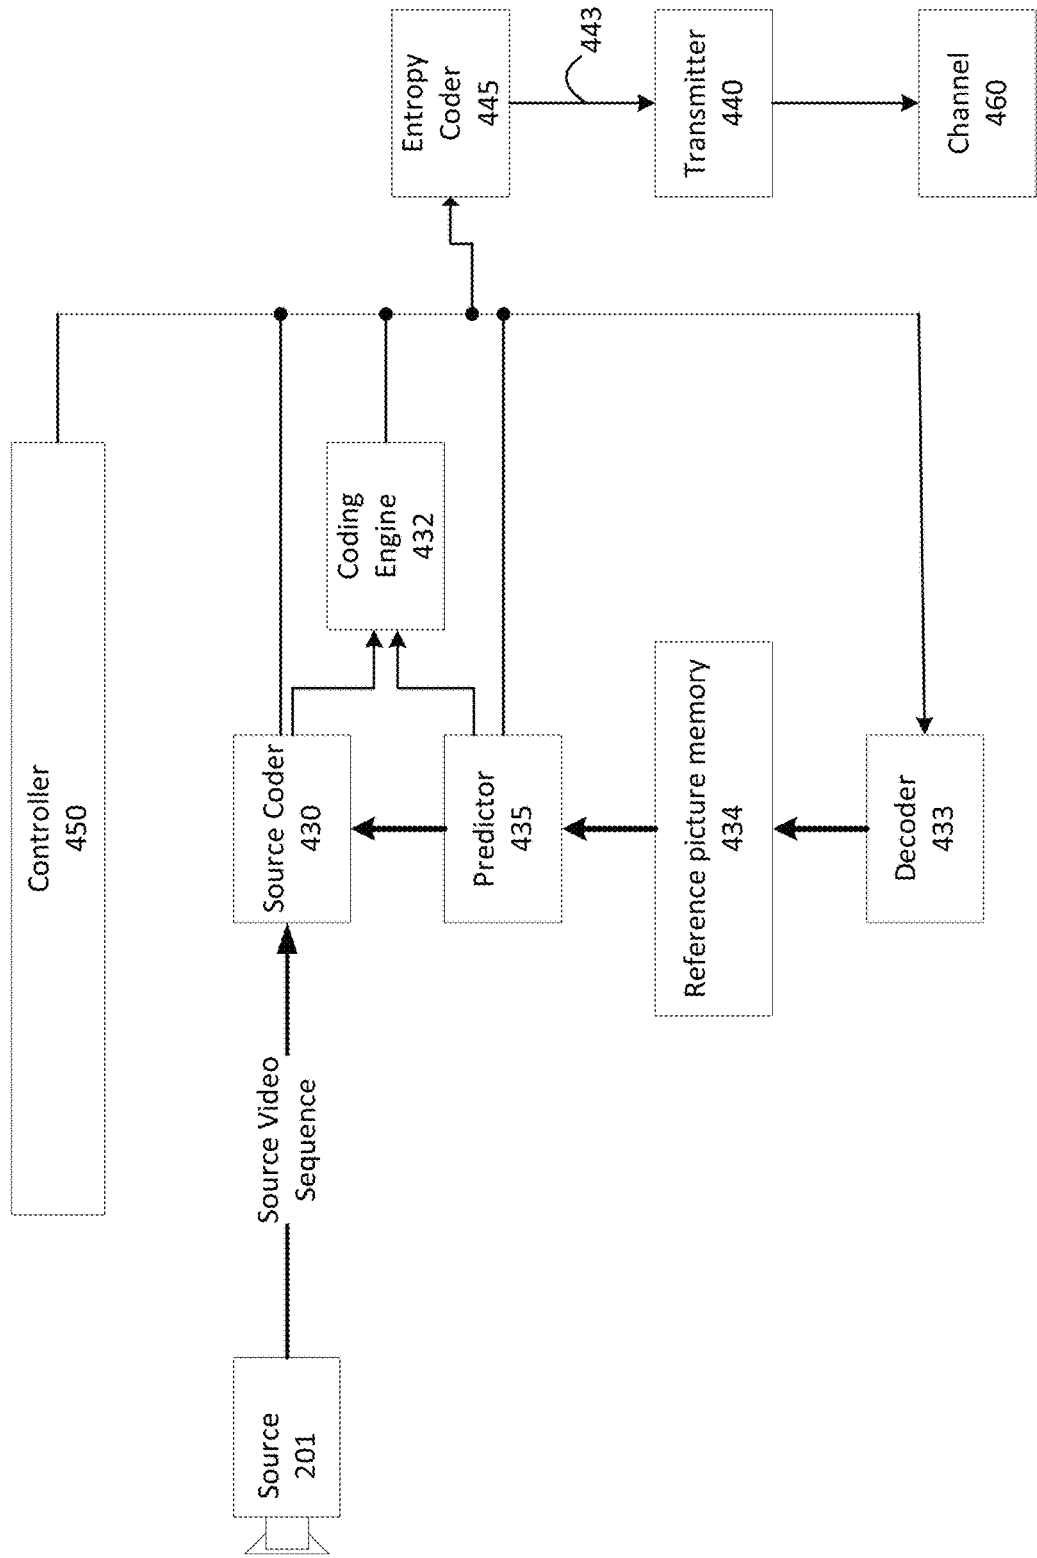 Controller
450
Source
201
Source Video
Sequence
Source Coder
430
Coding
Engine
432
Predictor
435
Reference picture memory
434
Decoder
433
Entropy
Coder
445
443
Transmitter
440
Channel
460